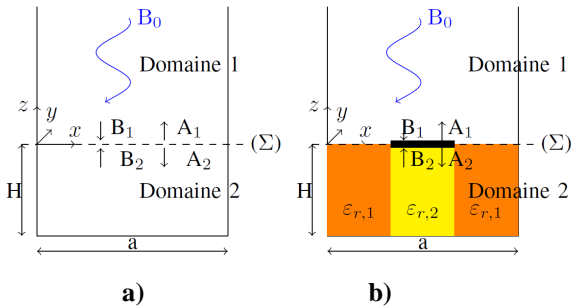 B₀
Domaine 1
z
y
x
B₁
A₁
(Σ)
B₂
A₂
H
Domaine 2
a
a)
B₀
Domaine 1
z
y
x
B₁
A₁
(Σ)
B₂
A₂
H
Domaine 2
εr,1
εr,2
εr,1
a
b)